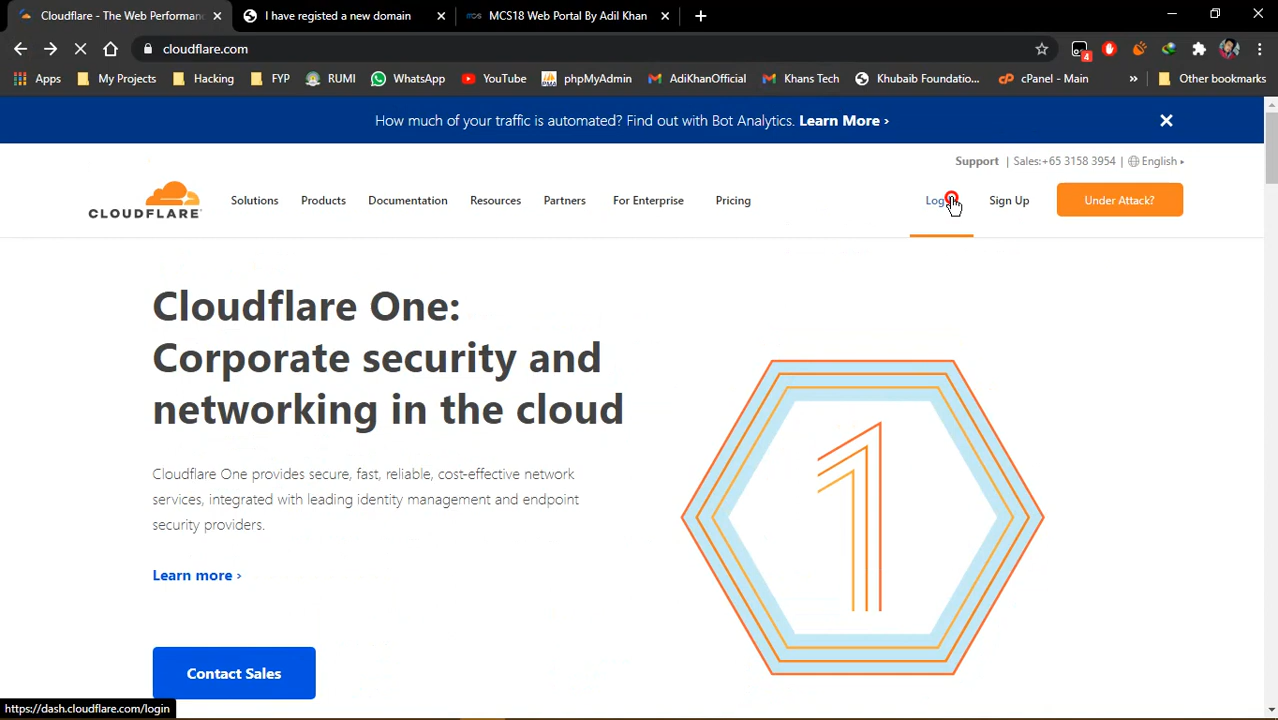 Cloudflare - The Web Performanc
I have registed a new domain
MCS18 Web Portal By Adil Khan
cloudflare.com
4
Apps
My Projects
Hacking
FYP
RUMI
WhatsApp
YouTube
phpMyAdmin
AdiKhanOfficial
Khans Tech
Khubaib Foundatio...
cPanel - Main
»
Other bookmarks
How much of your traffic is automated? Find out with Bot Analytics. Learn More ›
Support | Sales:+65 3158 3954 | English
CLOUDFLARE
Solutions
Products
Documentation
Resources
Partners
For Enterprise
Pricing
Sign Up
Under Attack?
Cloudflare One:
Corporate security and
networking in the cloud
Cloudflare One provides secure, fast, reliable, cost-effective network
services, integrated with leading identity management and endpoint
security providers.
Learn more ›
1
Contact Sales
https://dash.cloudflare.com/login